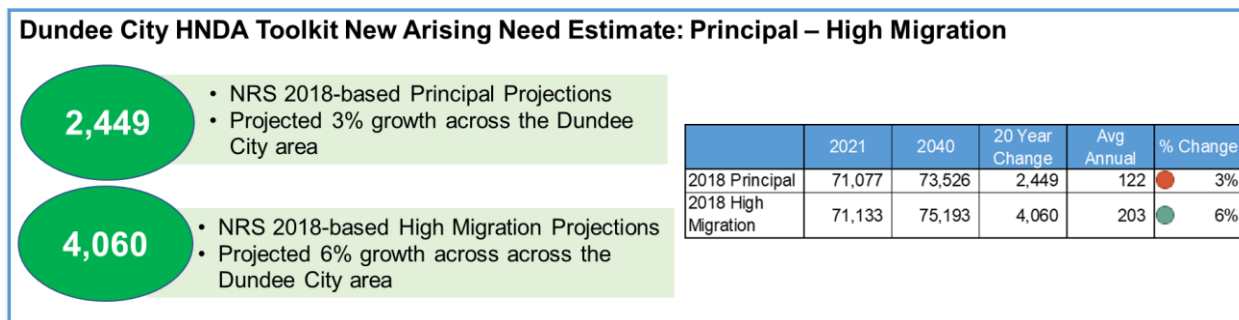 Dundee City HNDA Toolkit New Arising Need Estimate: Principal – High Migration
2,449
• NRS 2018-based Principal Projections
• Projected 3% growth across the Dundee
City area
4,060
• NRS 2018-based High Migration Projections
• Projected 6% growth across across the
Dundee City area
2021 2040 20 Year Change Avg Annual % Change
2018 Principal 71,077 73,526 2,449 122 3%
2018 High Migration 71,133 75,193 4,060 203 6%